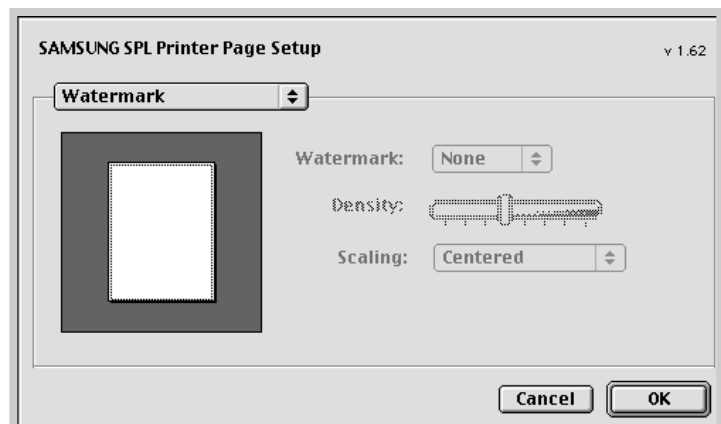 SAMSUNG SPL Printer Page Setup
v 1.62
Watermark
Watermark: None
Density:
Scaling: Centered
Cancel OK